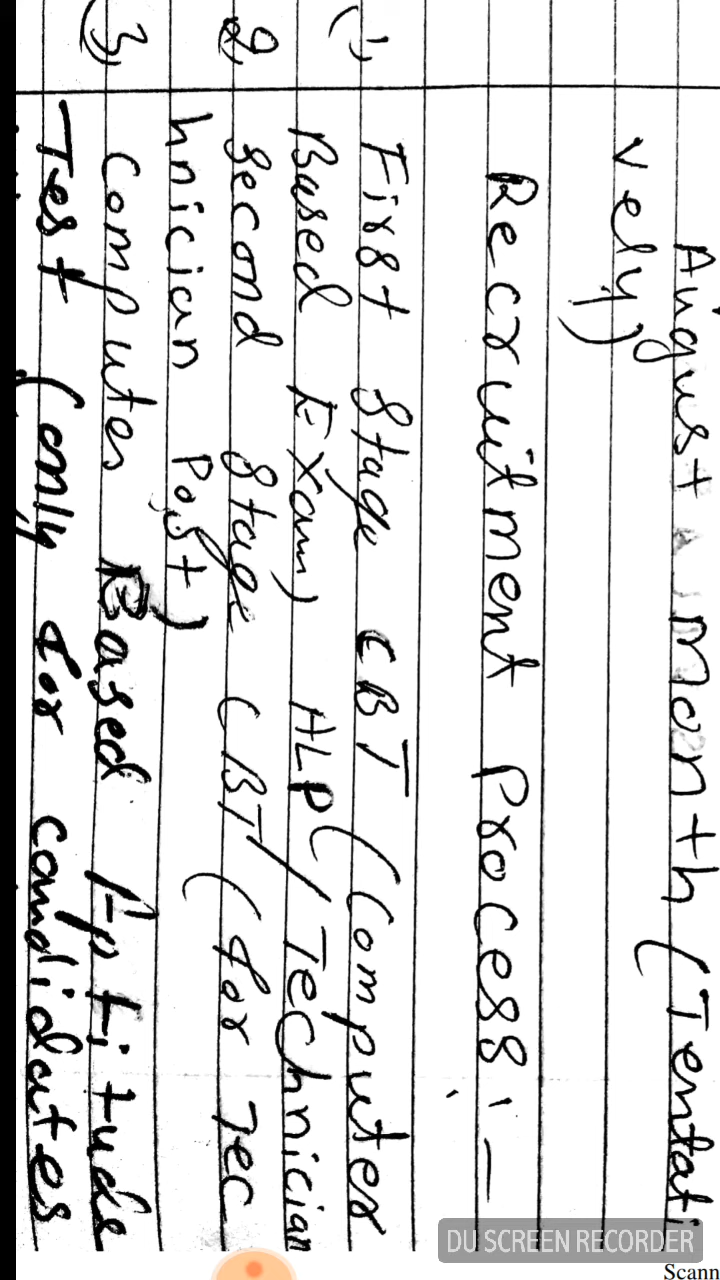 August month (Tentati
vely)
Recruitment Process :-
(1) First Stage CBT (Computer
Based Exam) ALP/Technician
2) Second Stage CBT (for Tec
hnician Post)
(3) Computer Based Aptitude
Test (only for candidates
DU SCREEN RECORDER
Scann